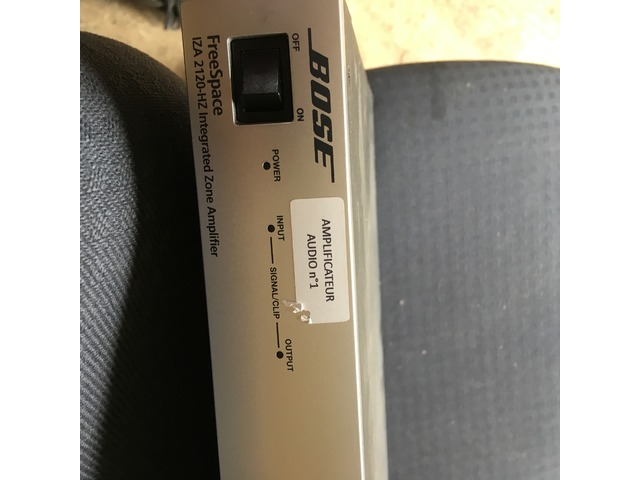 BOSE
OFF
ON
FreeSpace
IZA 2120-HZ Integrated Zone Amplifier
POWER
INPUT
SIGNAL/CLIP
OUTPUT
AMPLIFICATEUR
AUDIO n°1